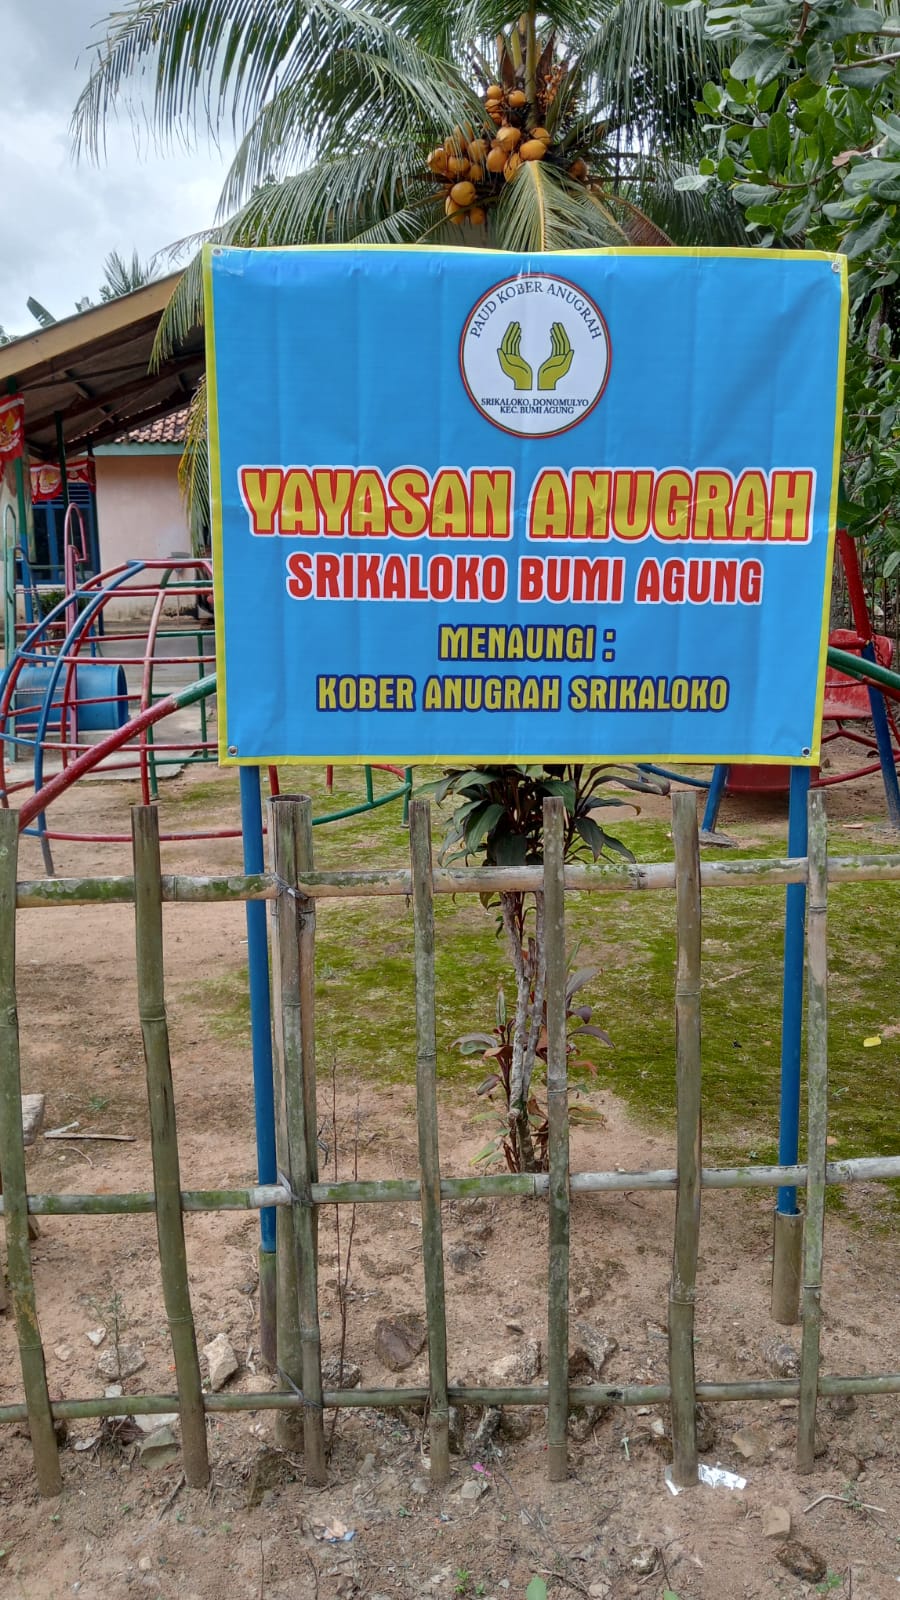 PAUD KOBER ANUGRAH
SRIKALOKO, DONOMULYO
KEC. BUMI AGUNG
YAYASAN ANUGRAH
SRIKALOKO BUMI AGUNG
MENAUNGI :
KOBER ANUGRAH SRIKALOKO